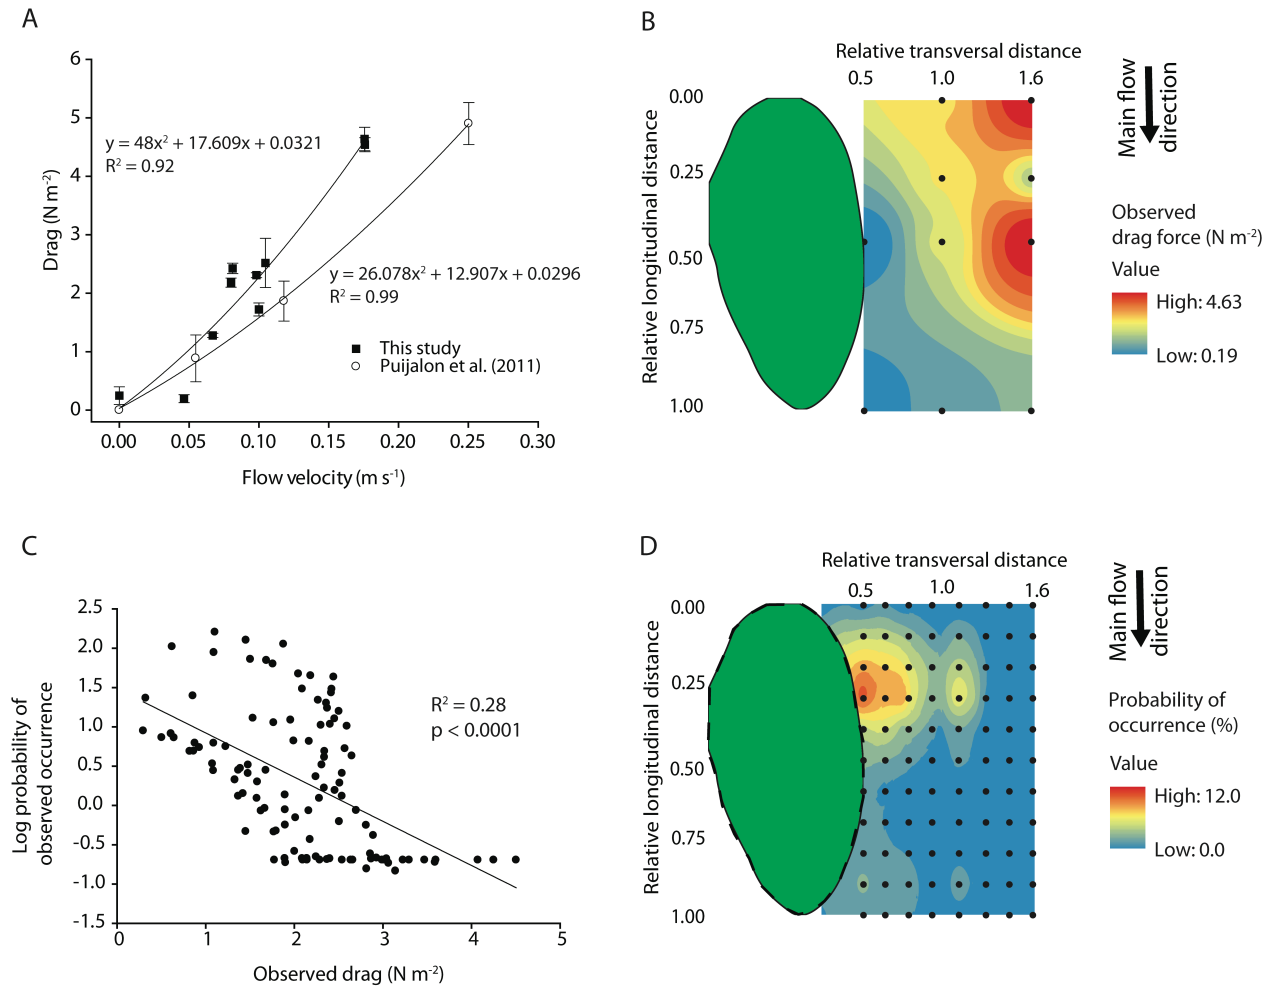 A
6
5
4
3
2
1
0
Drag (N m-2)
y = 48x2 + 17.609x + 0.0321
R2 = 0.92
y = 26.078x2 + 12.907x + 0.0296
R2 = 0.99
This study
Puijalon et al. (2011)
0.00 0.05 0.10 0.15 0.20 0.25 0.30
Flow velocity (m s-1)
B
Relative transversal distance
0.5 1.0 1.6
0.00
0.25
0.50
0.75
1.00
Relative longitudinal distance
Main flow
direction
Observed
drag force (N m-2)
Value
High: 4.63
Low: 0.19
C
2.5
2.0
1.5
1.0
0.5
0.0
-0.5
-1.0
-1.5
Log probability of
observed occurrence
R2 = 0.28
p < 0.0001
0 1 2 3 4 5
Observed drag (N m-2)
D
Relative transversal distance
0.5 1.0 1.6
0.00
0.25
0.50
0.75
1.00
Relative longitudinal distance
Main flow
direction
Probability of
occurrence (%)
Value
High: 12.0
Low: 0.0